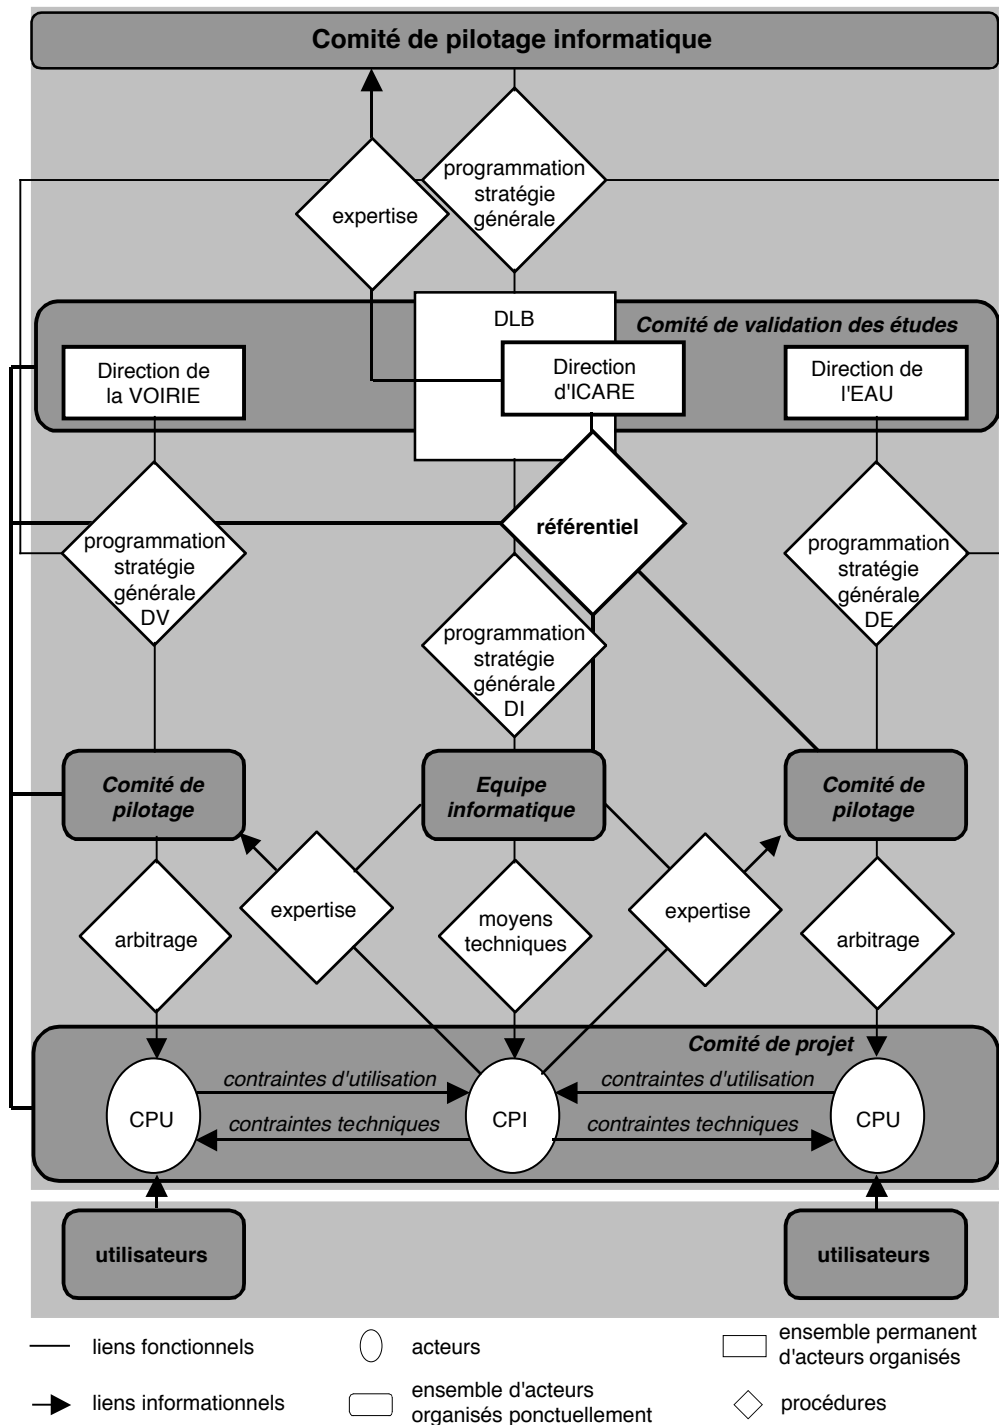 Comité de pilotage informatique
programmation
stratégie
générale
expertise
DLB
Comité de validation des études
Direction de
la VOIRIE
Direction
d'ICARE
Direction de
l'EAU
référentiel
programmation
stratégie
générale
DV
programmation
stratégie
générale
DE
programmation
stratégie
générale
DI
Comité de
pilotage
Equipe
informatique
Comité de
pilotage
expertise
expertise
arbitrage
moyens
techniques
arbitrage
Comité de projet
contraintes d'utilisation
contraintes d'utilisation
CPU
CPI
CPU
contraintes techniques
contraintes techniques
utilisateurs
utilisateurs
liens fonctionnels
acteurs
ensemble permanent
d'acteurs organisés
liens informationnels
ensemble d'acteurs
organisés ponctuellement
procédures